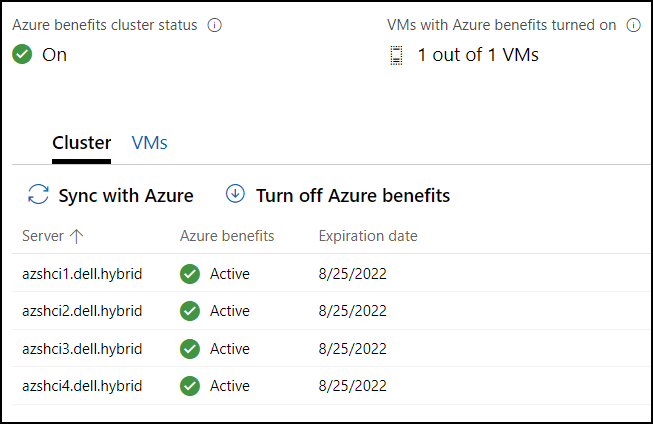 Azure benefits cluster status
VMs with Azure benefits turned on
On
1 out of 1 VMs
Cluster VMs
Sync with Azure Turn off Azure benefits
Server ↑ Azure benefits Expiration date
azshci1.dell.hybrid Active 8/25/2022
azshci2.dell.hybrid Active 8/25/2022
azshci3.dell.hybrid Active 8/25/2022
azshci4.dell.hybrid Active 8/25/2022